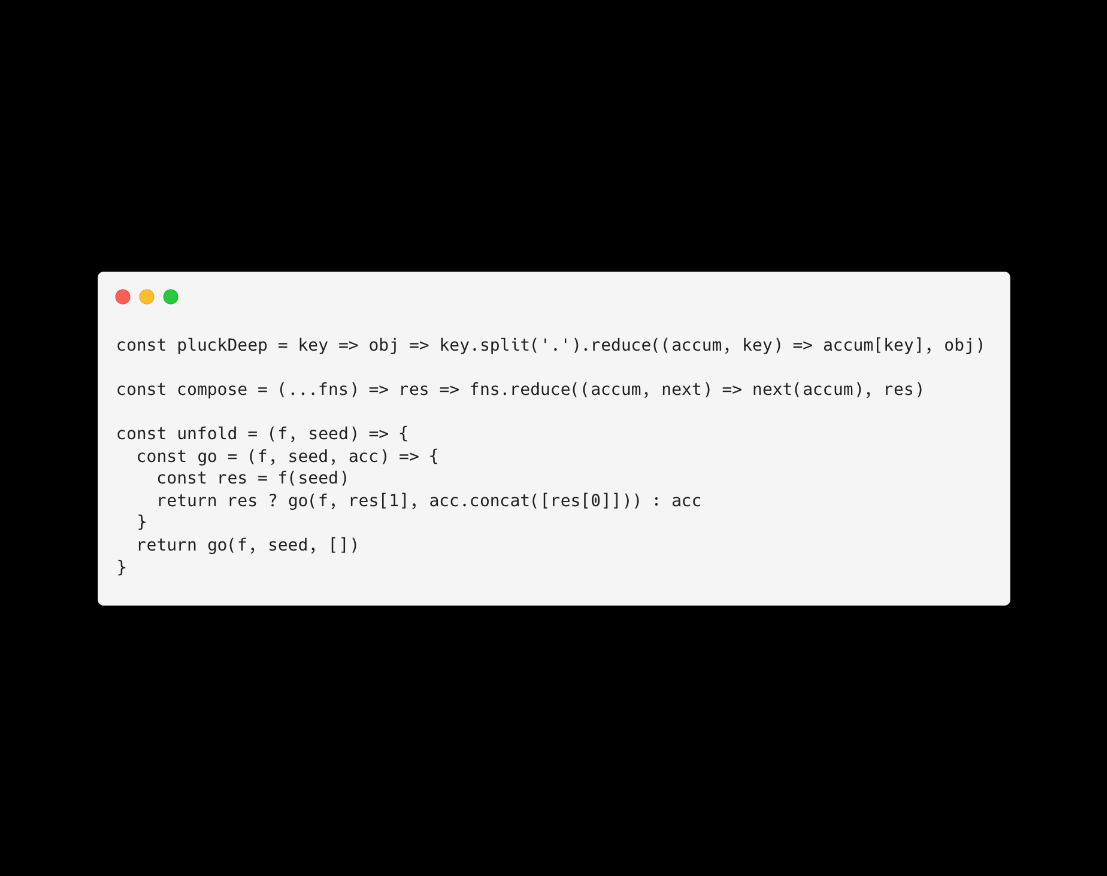 const pluckDeep = key => obj => key.split('.').reduce((accum, key) => accum[key], obj)

const compose = (...fns) => res => fns.reduce((accum, next) => next(accum), res)

const unfold = (f, seed) => {
  const go = (f, seed, acc) => {
    const res = f(seed)
    return res ? go(f, res[1], acc.concat([res[0]])) : acc
  }
  return go(f, seed, [])
}